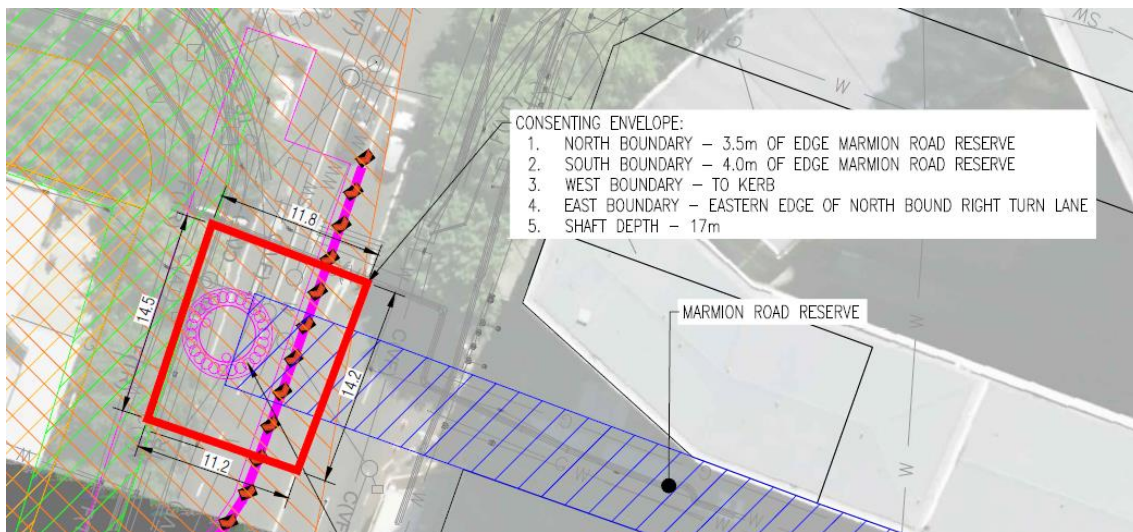 CONSENTING ENVELOPE:
1. NORTH BOUNDARY – 3.5m OF EDGE MARMION ROAD RESERVE
2. SOUTH BOUNDARY – 4.0m OF EDGE MARMION ROAD RESERVE
3. WEST BOUNDARY – TO KERB
4. EAST BOUNDARY – EASTERN EDGE OF NORTH BOUND RIGHT TURN LANE
5. SHAFT DEPTH – 17m
11.8
MARMION ROAD RESERVE
14.5
14.2
11.2
W
W
W
W
W
W
G
SW